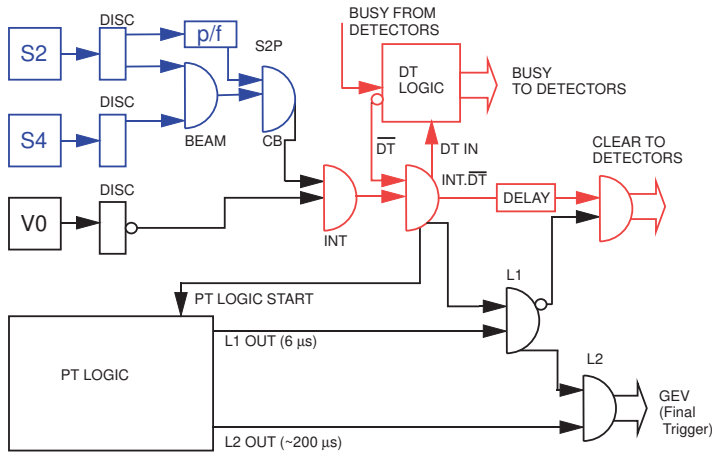 DISC
S2
p/f
S2P
BUSY FROM
DETECTORS
DT
LOGIC
BUSY
TO DETECTORS
DISC
S4
BEAM
CB
DT
DT IN
CLEAR TO
DETECTORS
DISC
V0
INT
INT.DT
DELAY
PT LOGIC START
L1
L1 OUT (6 μs)
PT LOGIC
L2
GEV
(Final
Trigger)
L2 OUT (~200 μs)